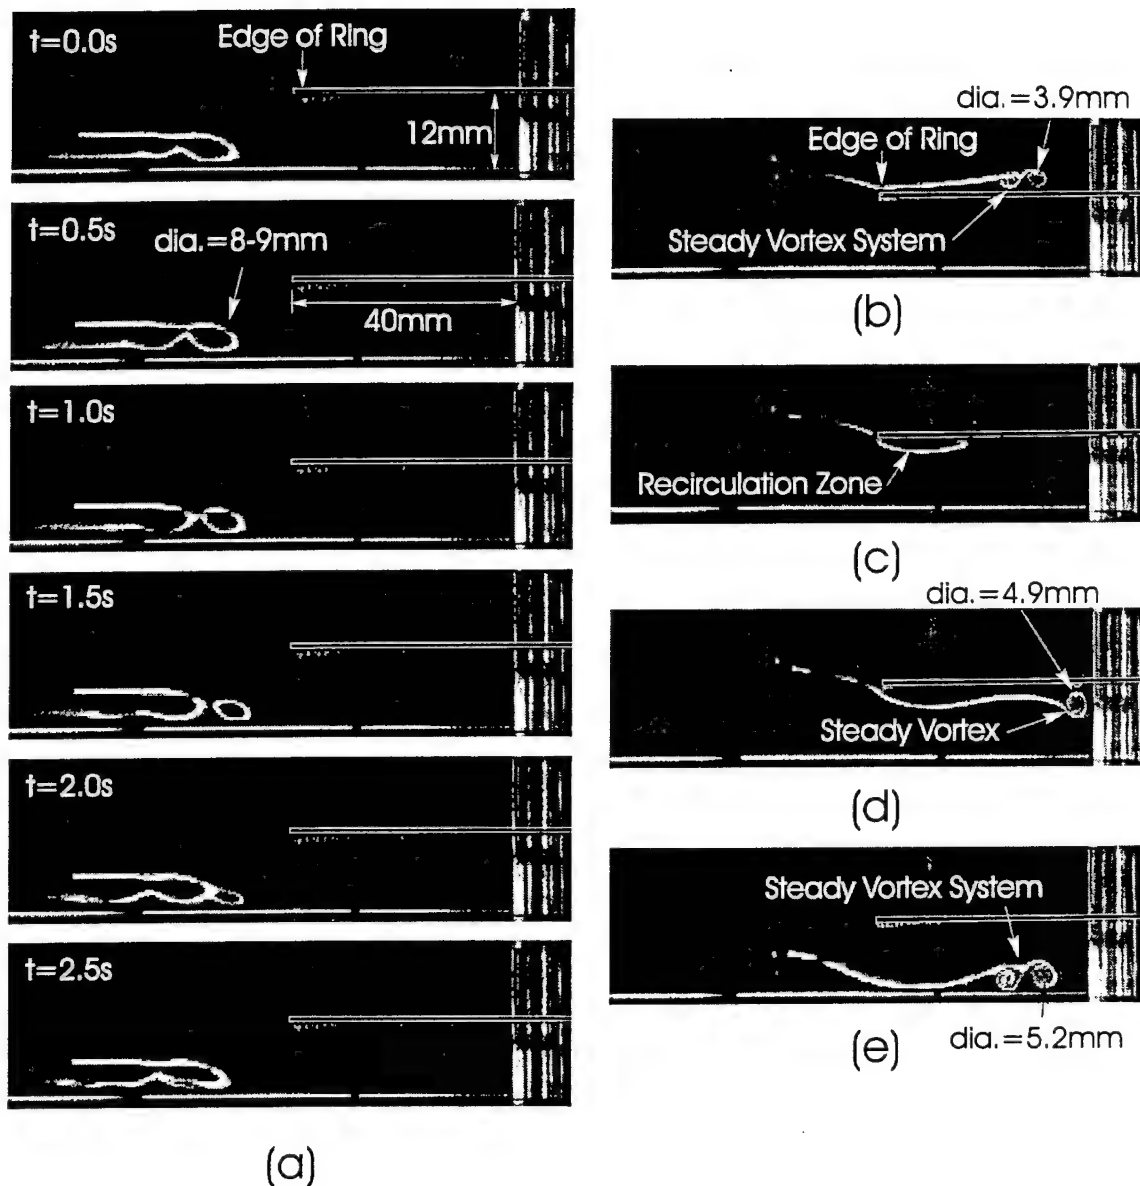 t=0.0s
Edge of Ring
12mm
t=0.5s
dia.=8-9mm
40mm
t=1.0s
t=1.5s
t=2.0s
t=2.5s
(a)
dia.=3.9mm
Edge of Ring
Steady Vortex System
(b)
Recirculation Zone
(c)
dia.=4.9mm
Steady Vortex
(d)
Steady Vortex System
(e)
dia.=5.2mm